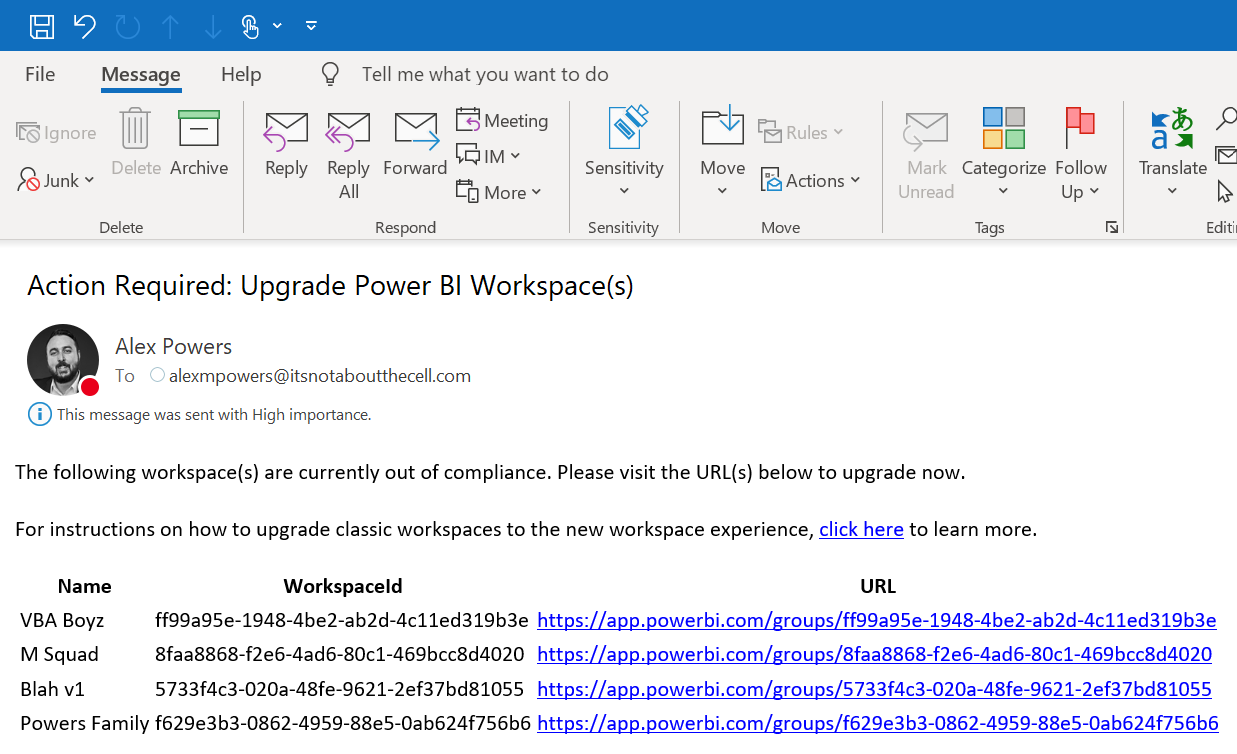 File Message Help Tell me what you want to do
Ignore
Junk
Delete
Archive
Delete
Reply
Reply All
Forward
Meeting
IM
More
Respond
Sensitivity
Sensitivity
Move
Rules
Actions
Move
Mark Unread
Categorize
Follow Up
Tags
Translate
Editi
Action Required: Upgrade Power BI Workspace(s)
Alex Powers
To alexmpowers@itsnotaboutthecell.com
This message was sent with High importance.
The following workspace(s) are currently out of compliance. Please visit the URL(s) below to upgrade now.
For instructions on how to upgrade classic workspaces to the new workspace experience, click here to learn more.
Name WorkspaceId URL
VBA Boyz ff99a95e-1948-4be2-ab2d-4c11ed319b3e https://app.powerbi.com/groups/ff99a95e-1948-4be2-ab2d-4c11ed319b3e
M Squad 8faa8868-f2e6-4ad6-80c1-469bcc8d4020 https://app.powerbi.com/groups/8faa8868-f2e6-4ad6-80c1-469bcc8d4020
Blah v1 5733f4c3-020a-48fe-9621-2ef37bd81055 https://app.powerbi.com/groups/5733f4c3-020a-48fe-9621-2ef37bd81055
Powers Family f629e3b3-0862-4959-88e5-0ab624f756b6 https://app.powerbi.com/groups/f629e3b3-0862-4959-88e5-0ab624f756b6